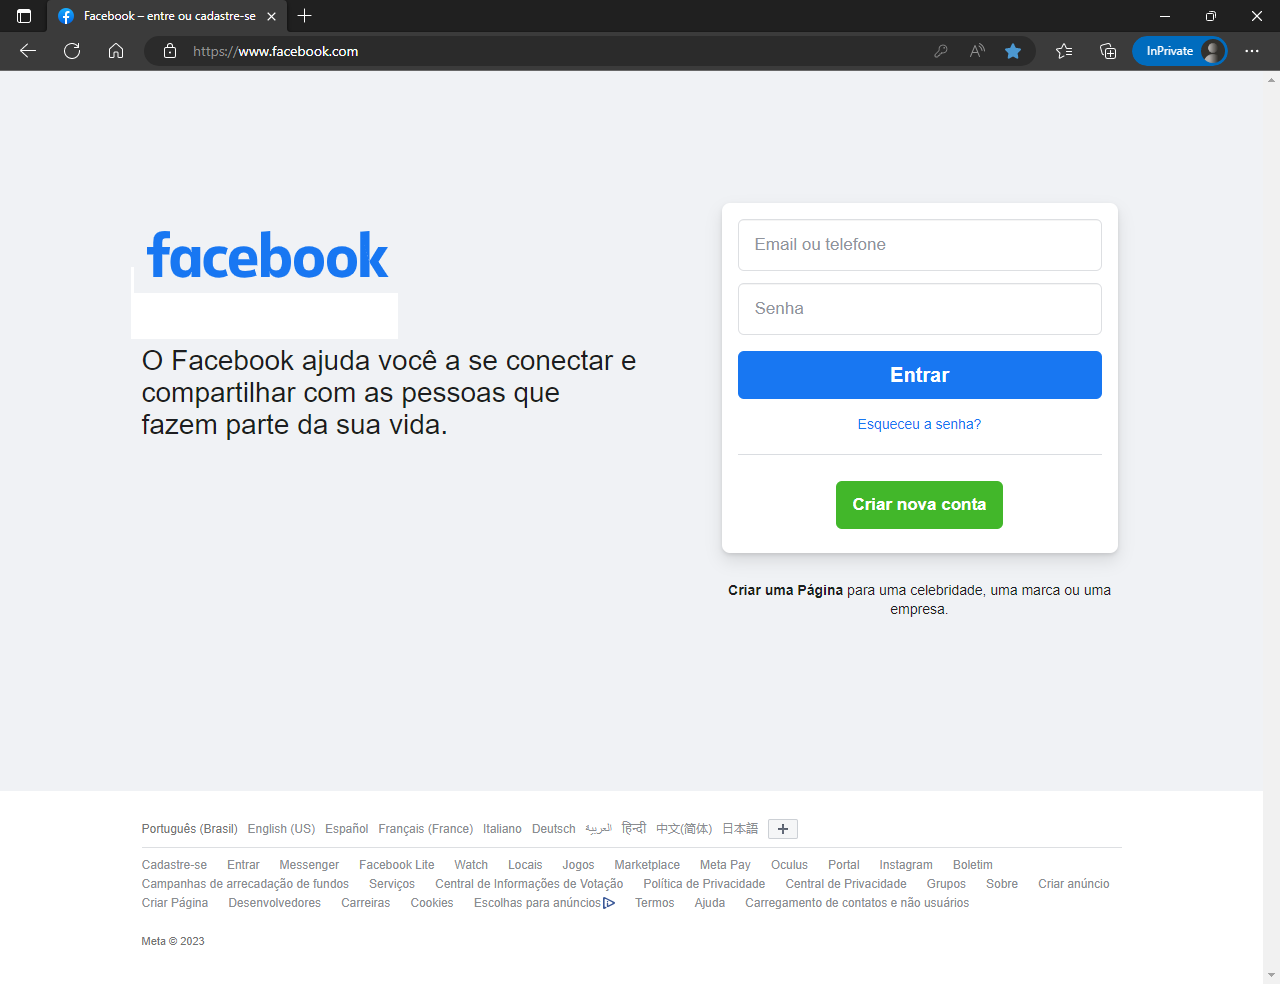 Facebook – entre ou cadastre-se
https://www.facebook.com
InPrivate
facebook
O Facebook ajuda você a se conectar e
compartilhar com as pessoas que
fazem parte da sua vida.
Email ou telefone
Senha
Entrar
Esqueceu a senha?
Criar nova conta
Criar uma Página para uma celebridade, uma marca ou uma
empresa.
Português (Brasil) English (US) Español Français (France) Italiano Deutsch العربية हिन्दी 中文(简体) 日本語
Cadastre-se Entrar Messenger Facebook Lite Watch Locais Jogos Marketplace Meta Pay Oculus Portal Instagram Boletim
Campanhas de arrecadação de fundos Serviços Central de Informações de Votação Política de Privacidade Central de Privacidade Grupos Sobre Criar anúncio
Criar Página Desenvolvedores Carreiras Cookies Escolhas para anúncios Termos Ajuda Carregamento de contatos e não usuários
Meta © 2023